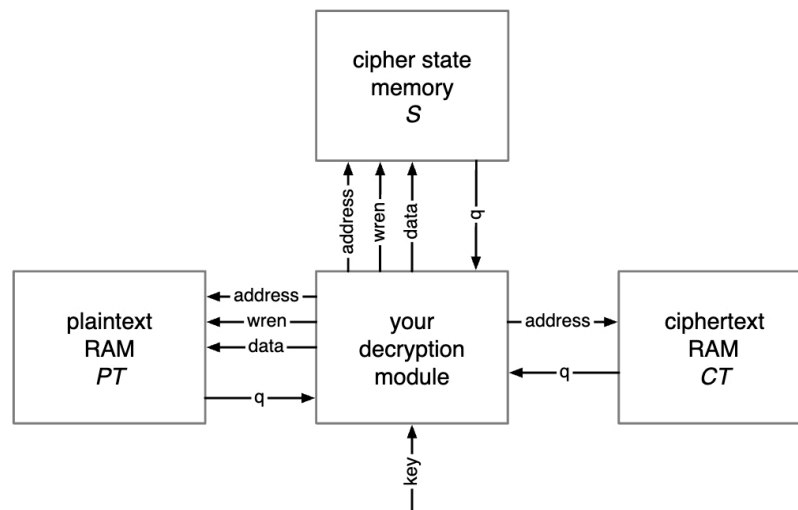 cipher state
memory
S
address
wren
data
q
address
wren
data
q
plaintext
RAM
PT
your
decryption
module
address
q
ciphertext
RAM
CT
key